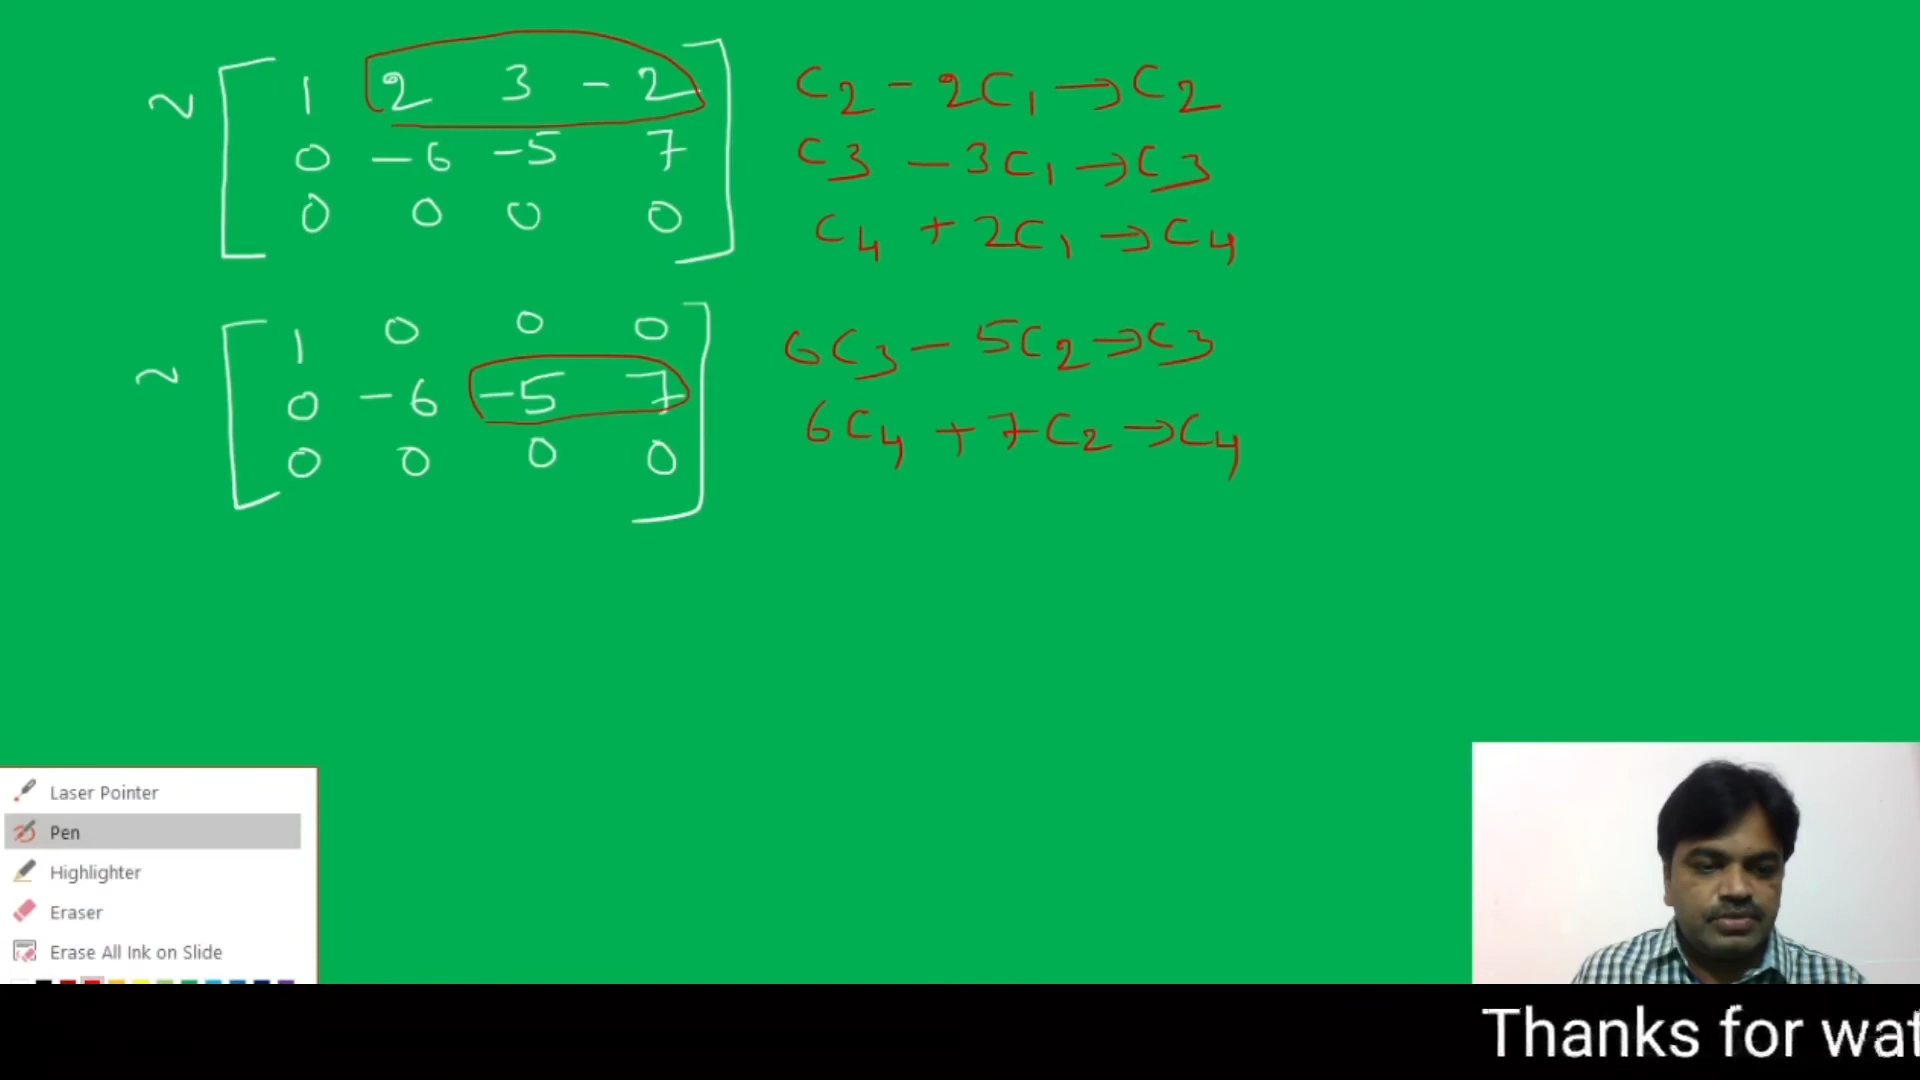 ~ [ 1 2 3 -2 C2 - 2C1 → C2
0 -6 -5 7 C3 - 3C1 → C3
0 0 0 0 ] C4 + 2C1 → C4
~ [ 1 0 0 0 6C3 - 5C2 → C3
0 -6 -5 7 6C4 + 7C2 → C4
0 0 0 0 ]
Laser Pointer
Pen
Highlighter
Eraser
Erase All Ink on Slide
Thanks for wat